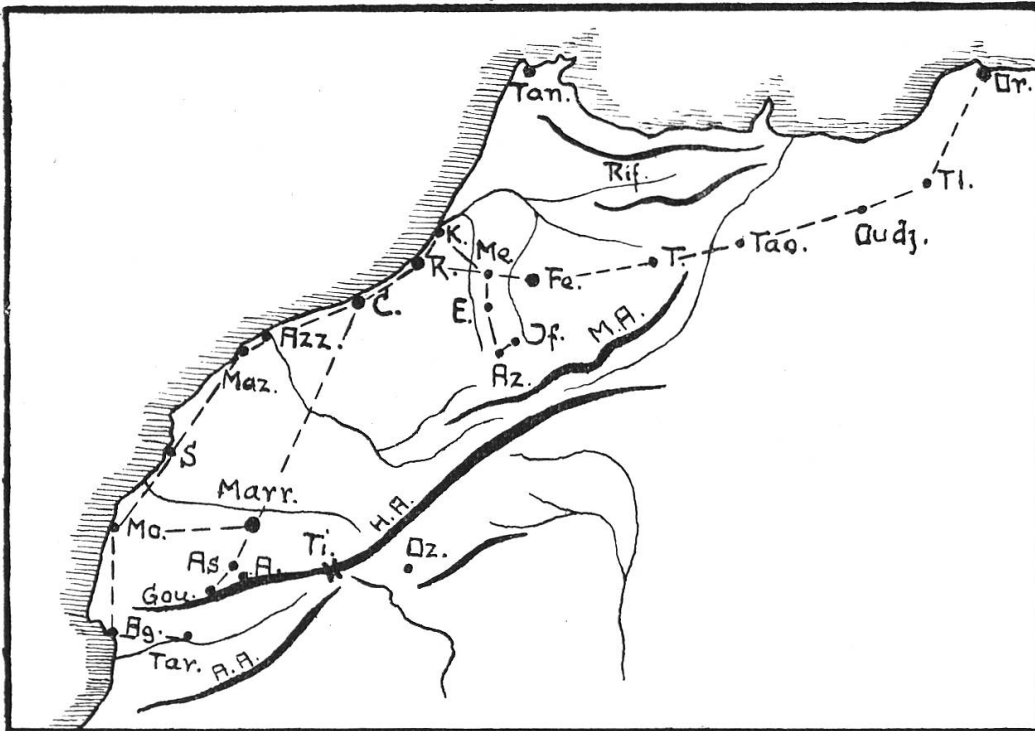 Tan.
Or.
Rif.
Tl.
Oudj.
K.
Me.
R.
Fe.
T.
Tao.
C.
E.
Azz.
Jf.
M.A.
Maz.
Az.
S
Marr.
H.A.
Mo.
Ti.
Oz.
As
A.
Gou.
Ag.
Tar.
A.A.